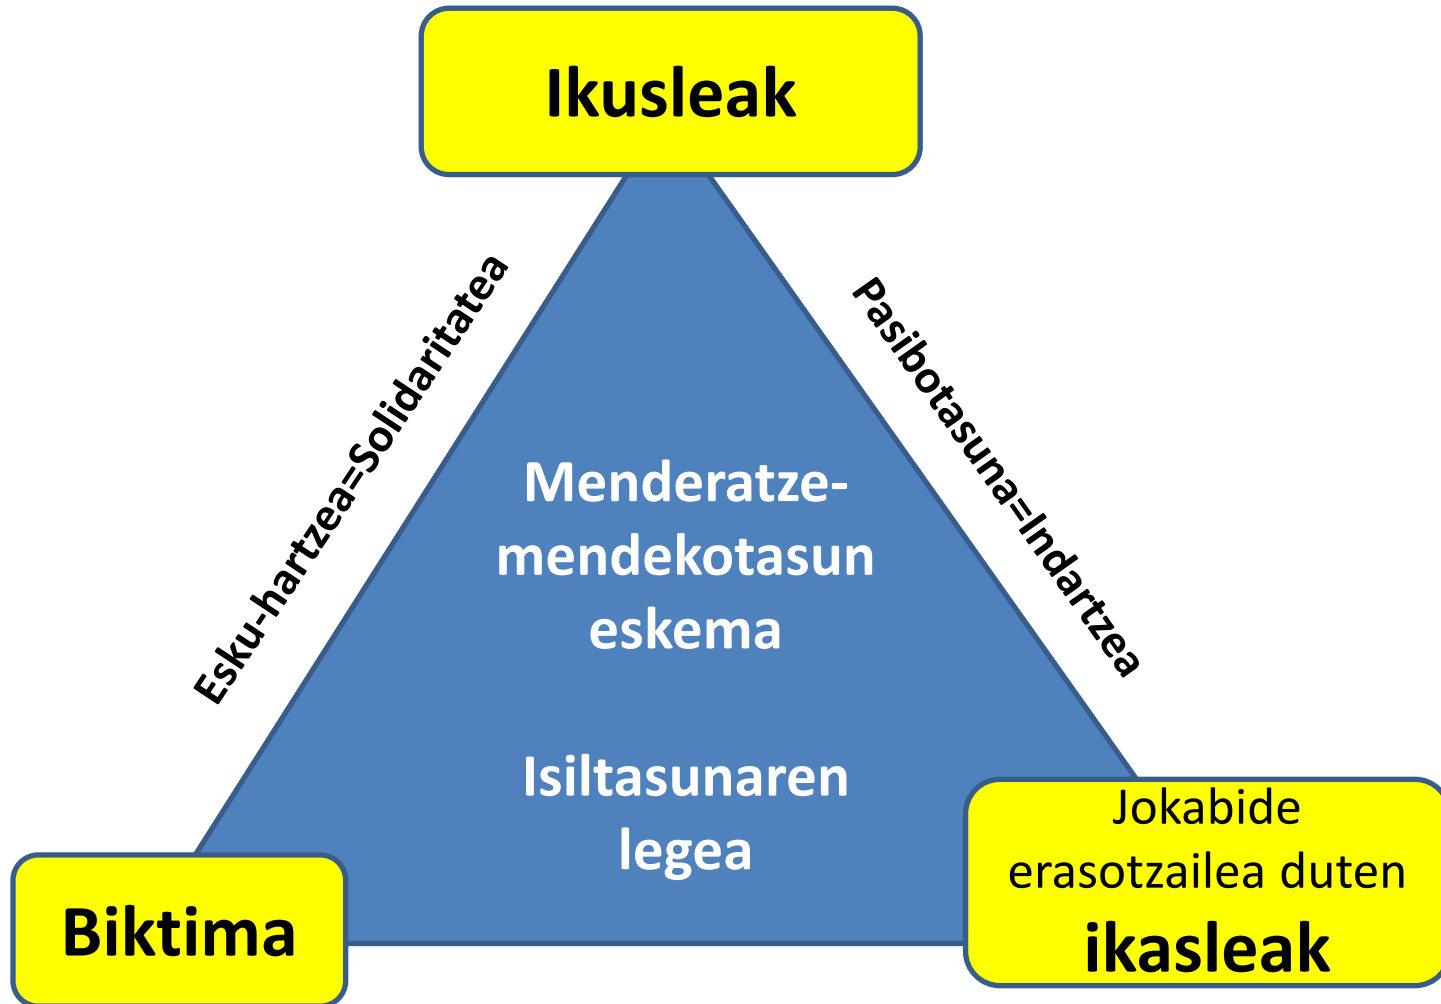 Ikusleak
Esku-hartzea=Solidaritatea
Pasibotasuna=Indartzea
Menderatze-
mendekotasun
eskema
Isiltasunaren
legea
Biktima
Jokabide
erasotzailea duten
ikasleak